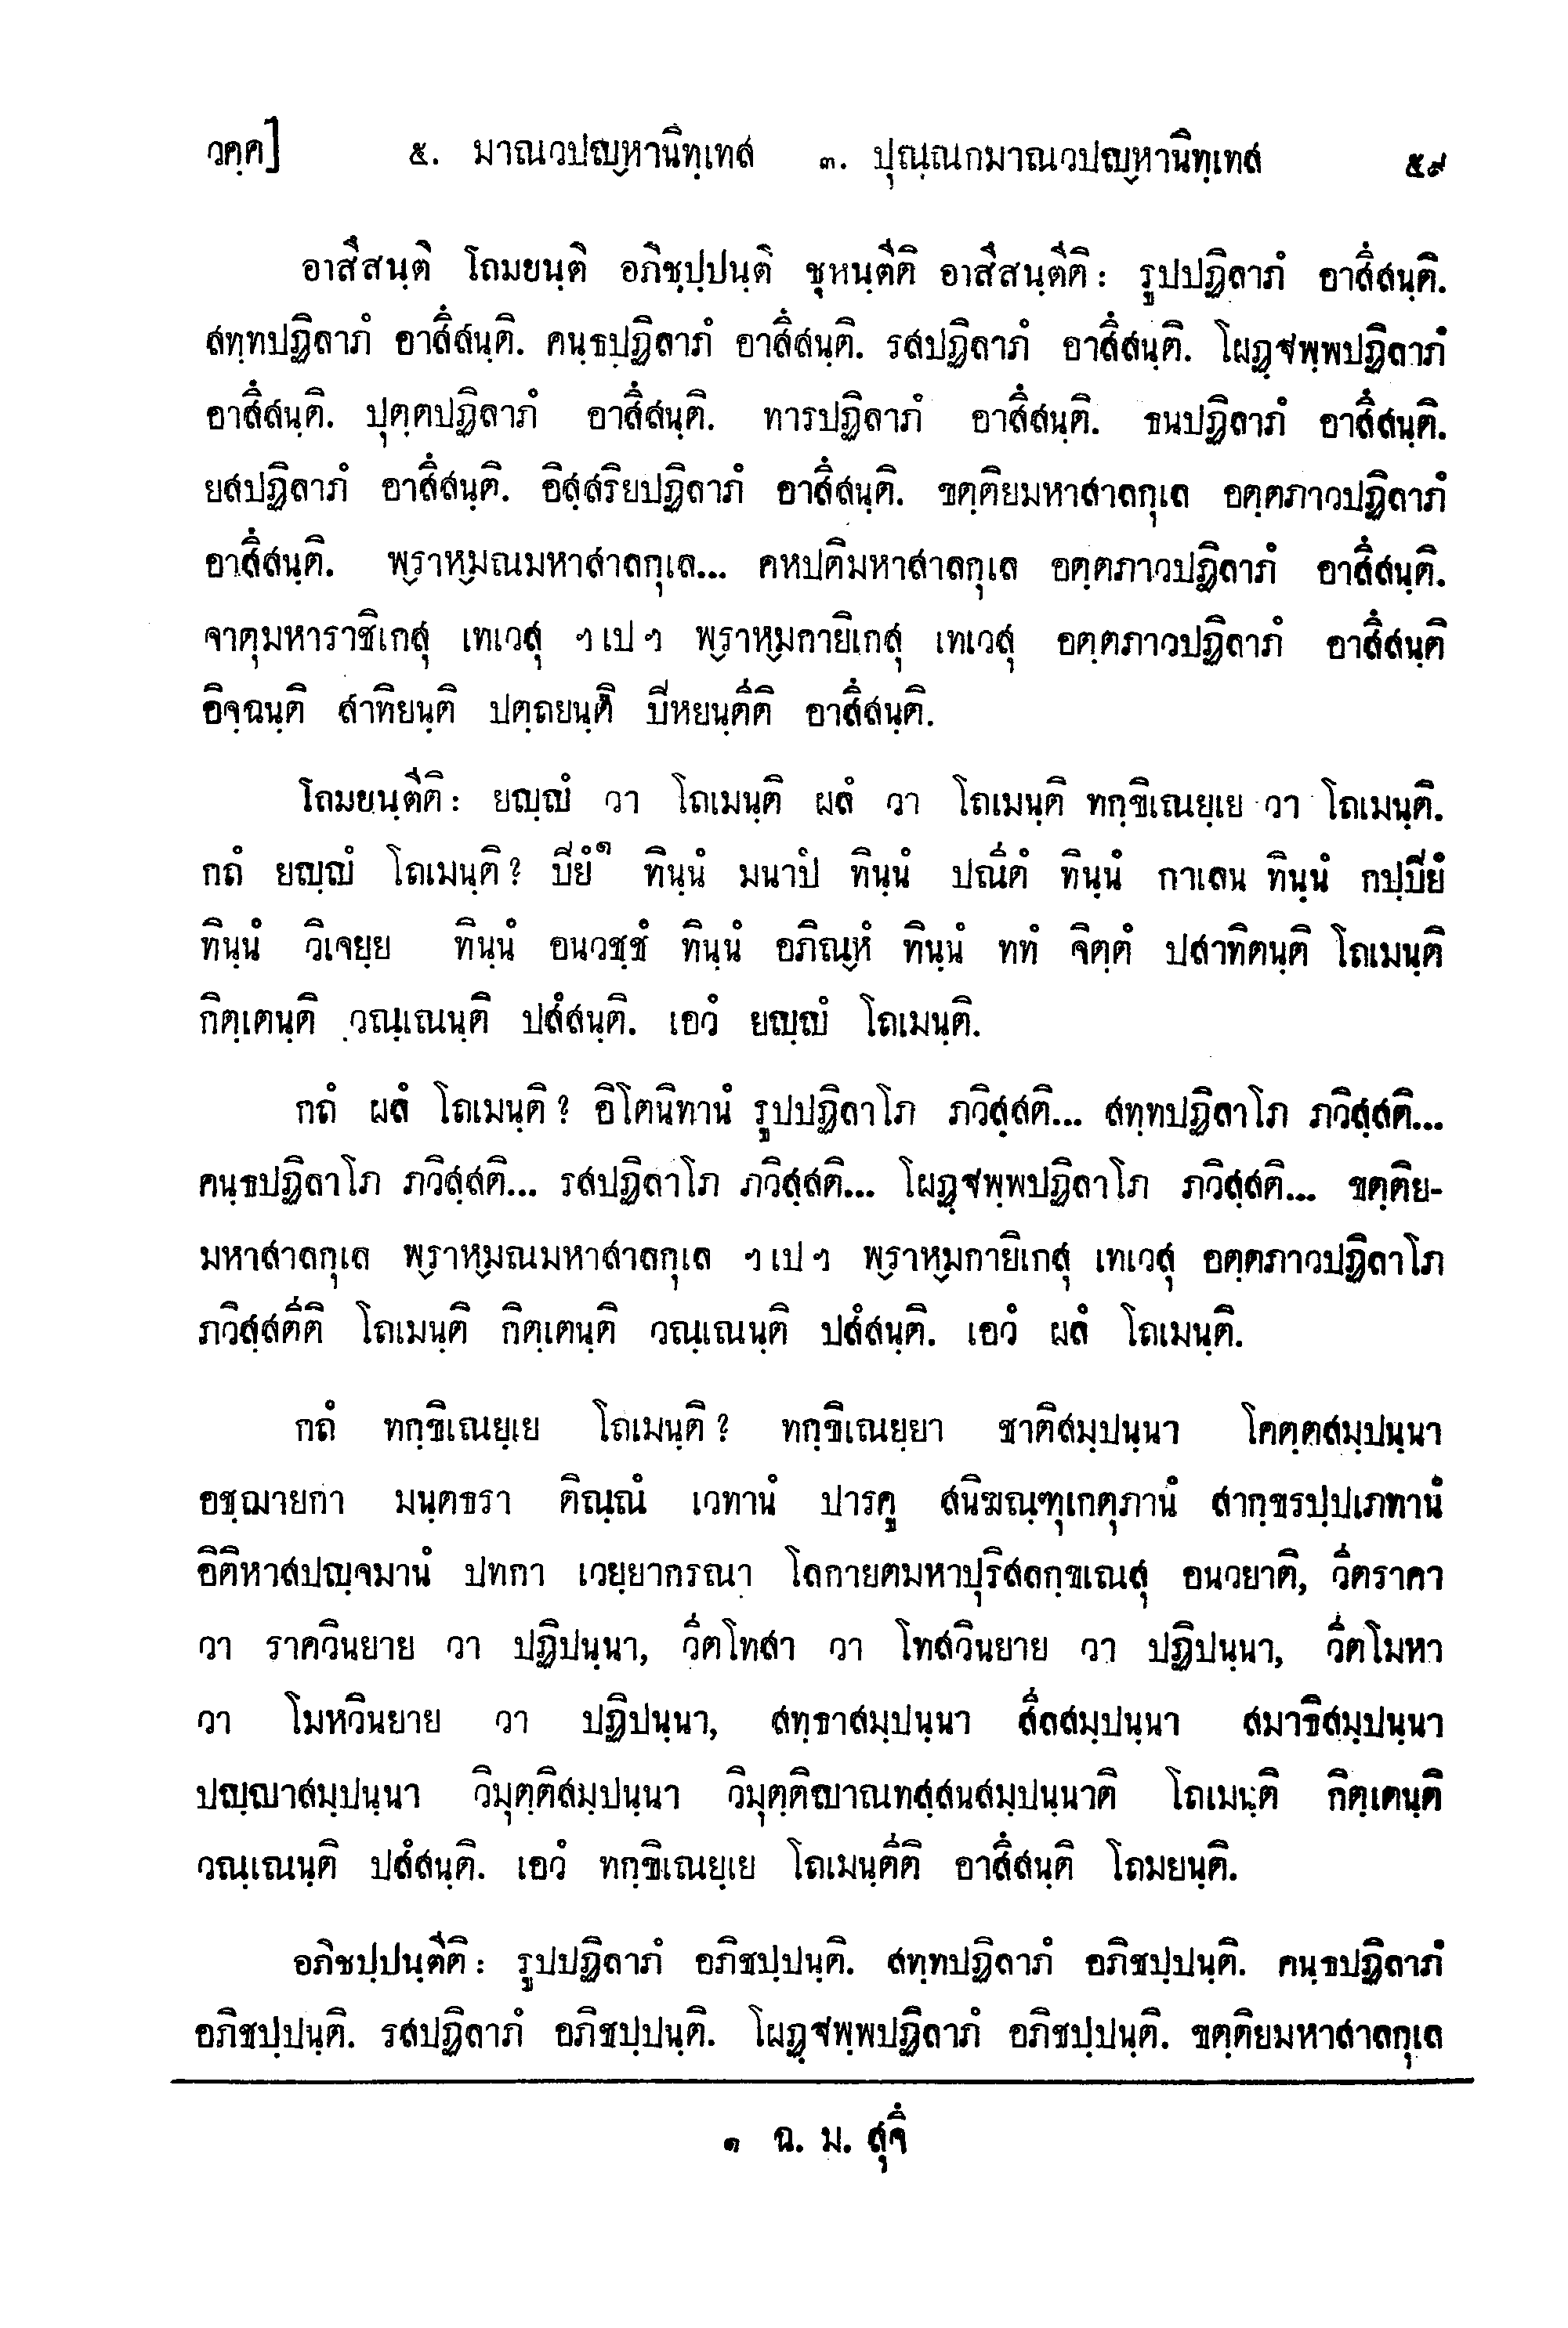 วคฺค] ๕. มาณวปญฺหานิทฺเทส ๓. ปุณฺณกมาณวปญฺหานิทฺเทส ๕๙
อาสึสนฺติ โถมยนฺติ อภิชปฺปนฺติ ชุหนฺตีติ อาสึสนฺตีติ: รูปปฏิลาภํ อาสึสนฺติ.
สทฺทปฏิลาภํ อาสึสนฺติ. คนฺธปฏิลาภํ อาสึสนฺติ. รสปฏิลาภํ อาสึสนฺติ. โผฏฺฐพฺพปฏิลาภํ
อาสึสนฺติ. ปุตฺตปฏิลาภํ อาสึสนฺติ. ทารปฏิลาภํ อาสึสนฺติ. ธนปฏิลาภํ อาสึสนฺติ.
ยสปฏิลาภํ อาสึสนฺติ. อิสฺสริยปฏิลาภํ อาสึสนฺติ. ขตฺติยมหาสาลกุเล อตฺตภาวปฏิลาภํ
อาสึสนฺติ. พฺราหฺมณมหาสาลกุเล... คหปติมหาสาลกุเล อตฺตภาวปฏิลาภํ อาสึสนฺติ.
จาตุมหาราชิเกสุ เทเวสุ ฯเปฯ พฺราหฺมกายิเกสุ เทเวสุ อตฺตภาวปฏิลาภํ อาสึสนฺติ
อิจฺฉนฺติ สาทิยนฺติ ปตฺถยนฺติ ปีหยนฺตีติ อาสึสนฺติ.
โถมยนฺตีติ: ยญฺญํ วา โถเมนฺติ ผลํ วา โถเมนฺติ ทกฺขิเณยฺเย วา โถเมนฺติ.
กถํ ยญฺญํ โถเมนฺติ? ปียํ๑ ทินฺนํ มนาปํ ทินฺนํ ปณีตํ ทินฺนํ กาเลน ทินฺนํ กปฺปียํ
ทินฺนํ วิเจยฺย ทินฺนํ อนวชฺชํ ทินฺนํ อภิณฺหํ ทินฺนํ ททํ จิตฺตํ ปสาทิตนฺติ โถเมนฺติ
กิตฺเตนฺติ วณฺเณนฺติ ปสํสนฺติ. เอวํ ยญฺญํ โถเมนฺติ.
กถํ ผลํ โถเมนฺติ? อิโตนิทานํ รูปปฏิลาโภ ภวิสฺสติ... สทฺทปฏิลาโภ ภวิสฺสติ...
คนฺธปฏิลาโภ ภวิสฺสติ... รสปฏิลาโภ ภวิสฺสติ... โผฏฺฐพฺพปฏิลาโภ ภวิสฺสติ... ขตฺติย-
มหาสาลกุเล พฺราหฺมณมหาสาลกุเล ฯเปฯ พฺราหฺมกายิเกสุ เทเวสุ อตฺตภาวปฏิลาโภ
ภวิสฺสตีติ โถเมนฺติ กิตฺเตนฺติ วณฺเณนฺติ ปสํสนฺติ. เอวํ ผลํ โถเมนฺติ.
กถํ ทกฺขิเณยฺเย โถเมนฺติ? ทกฺขิเณยฺยา ชาติสมฺปนฺนา โคตฺตสมฺปนฺนา
อชฺฌายกา มนฺตธรา ติณฺณํ เวทานํ ปารคู สนิฆณฺฑุเกตุภานํ สากฺขรปฺปเภทานํ
อิติหาสปญฺจมานํ ปทกา เวยฺยากรณา โลกายตมหาปุริสลกฺขเณสุ อนวยาติ, วีตราคา
วา ราควินยาย วา ปฏิปนฺนา, วีตโทสา วา โทสวินยาย วา ปฏิปนฺนา, วีตโมหา
วา โมหวินยาย วา ปฏิปนฺนา, สทฺธาสมฺปนฺนา สีลสมฺปนฺนา สมาธิสมฺปนฺนา
ปญฺญาสมฺปนฺนา วิมุตฺติสมฺปนฺนา วิมุตฺติญาณทสฺสนสมฺปนฺนาติ โถเมนฺติ กิตฺเตนฺติ
วณฺเณนฺติ ปสํสนฺติ. เอวํ ทกฺขิเณยฺเย โถเมนฺตีติ อาสึสนฺติ โถมยนฺติ.
อภิชปฺปนฺตีติ: รูปปฏิลาภํ อภิชปฺปนฺติ. สทฺทปฏิลาภํ อภิชปฺปนฺติ. คนฺธปฏิลาภํ
อภิชปฺปนฺติ. รสปฏิลาภํ อภิชปฺปนฺติ. โผฏฺฐพฺพปฏิลาภํ อภิชปฺปนฺติ. ขตฺติยมหาสาลกุเล
๑ ฉ. ม. สุจึ